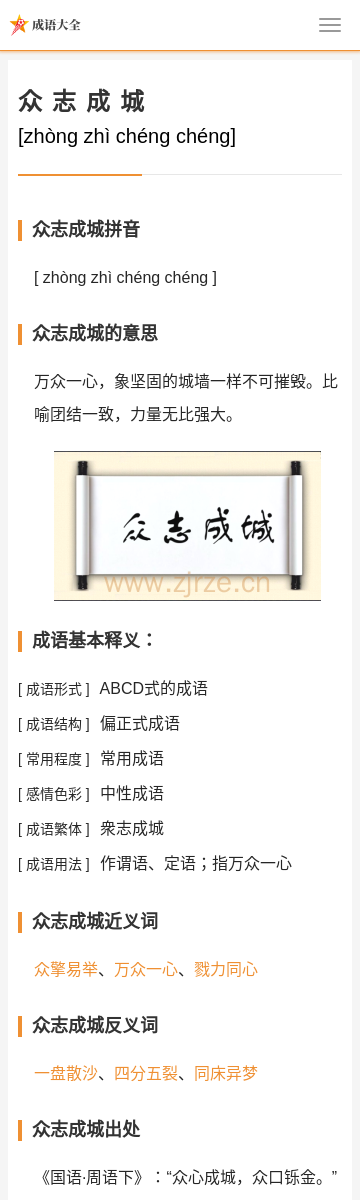 成语大全
众志成城
[zhòng zhì chéng chéng]
众志成城拼音
[ zhòng zhì chéng chéng ]
众志成城的意思
万众一心，象坚固的城墙一样不可摧毁。比
喻团结一致，力量无比强大。
众志成城
www.zjrze.cn
成语基本释义：
[ 成语形式 ] ABCD式的成语
[ 成语结构 ] 偏正式成语
[ 常用程度 ] 常用成语
[ 感情色彩 ] 中性成语
[ 成语繁体 ] 衆志成城
[ 成语用法 ] 作谓语、定语；指万众一心
众志成城近义词
众擎易举、万众一心、戮力同心
众志成城反义词
一盘散沙、四分五裂、同床异梦
众志成城出处
《国语·周语下》：“众心成城，众口铄金。”